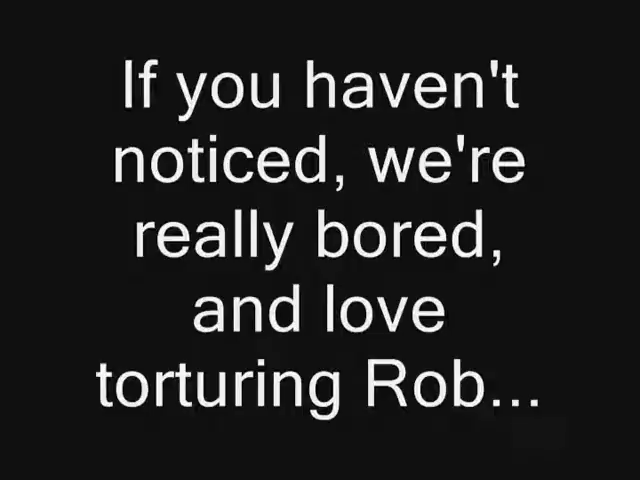 If you haven't
noticed, we're
really bored,
and love
torturing Rob...